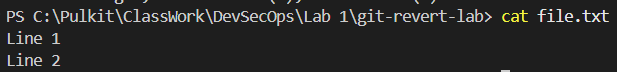 PS C:\Pulkit\ClassWork\DevSecOps\Lab 1\git-revert-lab> cat file.txt
Line 1
Line 2